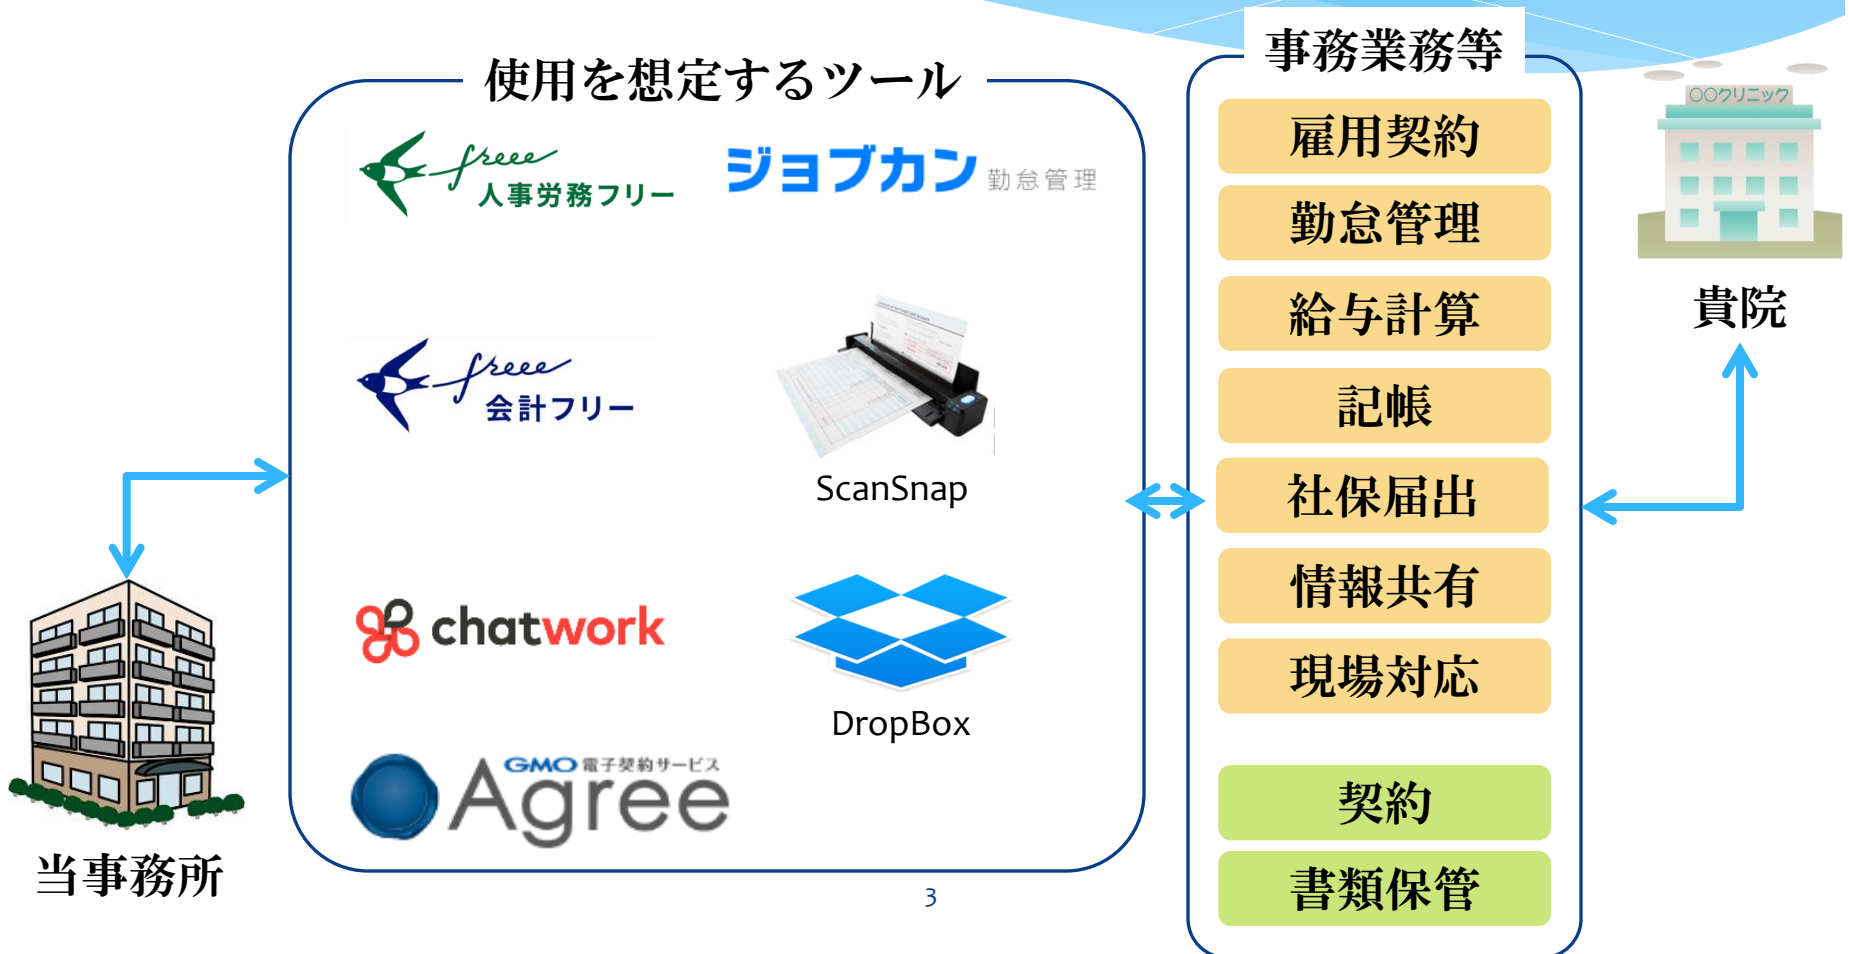 使用を想定するツール
freee
人事労務フリー
ジョブカン 勤怠管理
freee
会計フリー
ScanSnap
chatwork
DropBox
GMO 電子契約サービス
Agree
当事務所
3
事務業務等
雇用契約
勤怠管理
給与計算
記帳
社保届出
情報共有
現場対応
契約
書類保管
〇〇クリニック
貴院